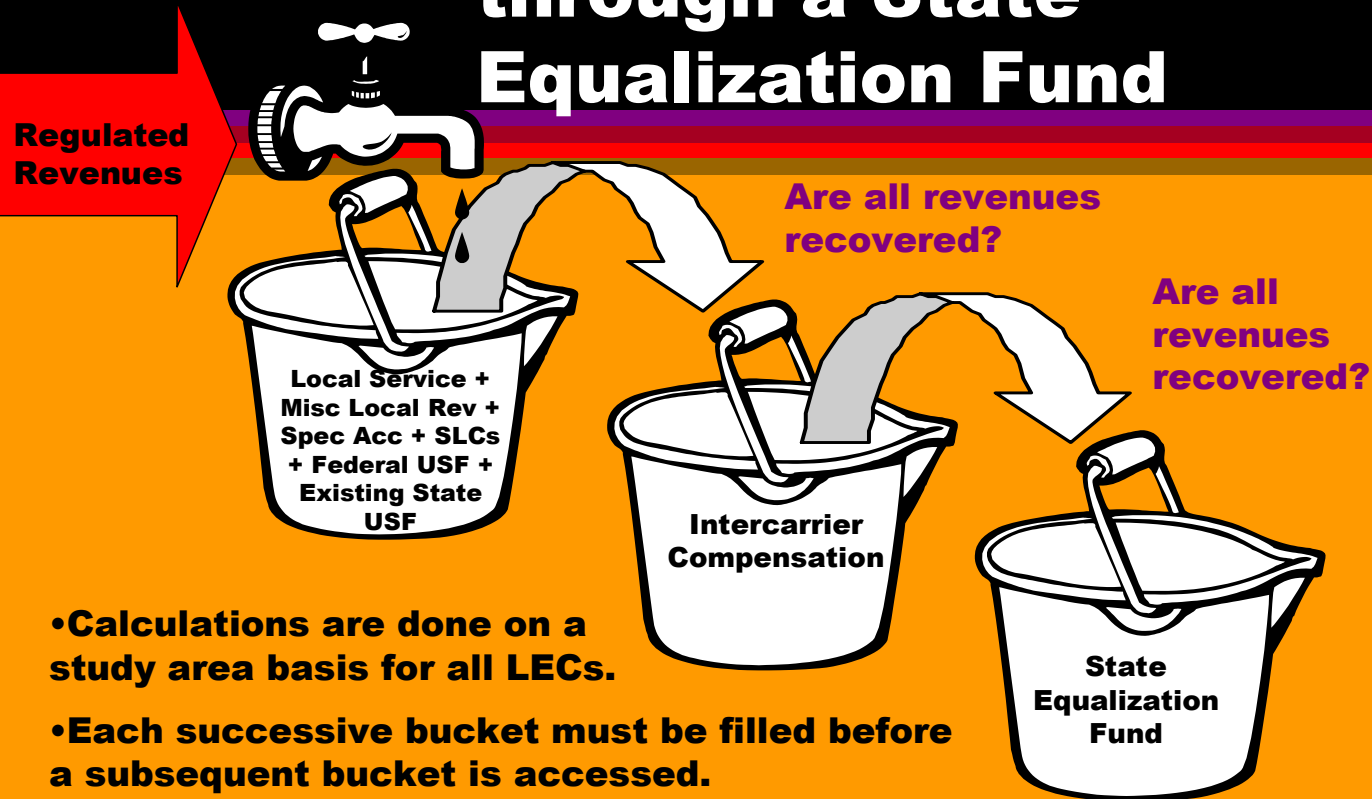 through a State
Equalization Fund
Regulated
Revenues
Are all revenues
recovered?
Are all
revenues
recovered?
Local Service +
Misc Local Rev +
Spec Acc + SLCs
+ Federal USF +
Existing State
USF
Intercarrier
Compensation
State
Equalization
Fund
•Calculations are done on a
study area basis for all LECs.
•Each successive bucket must be filled before
a subsequent bucket is accessed.